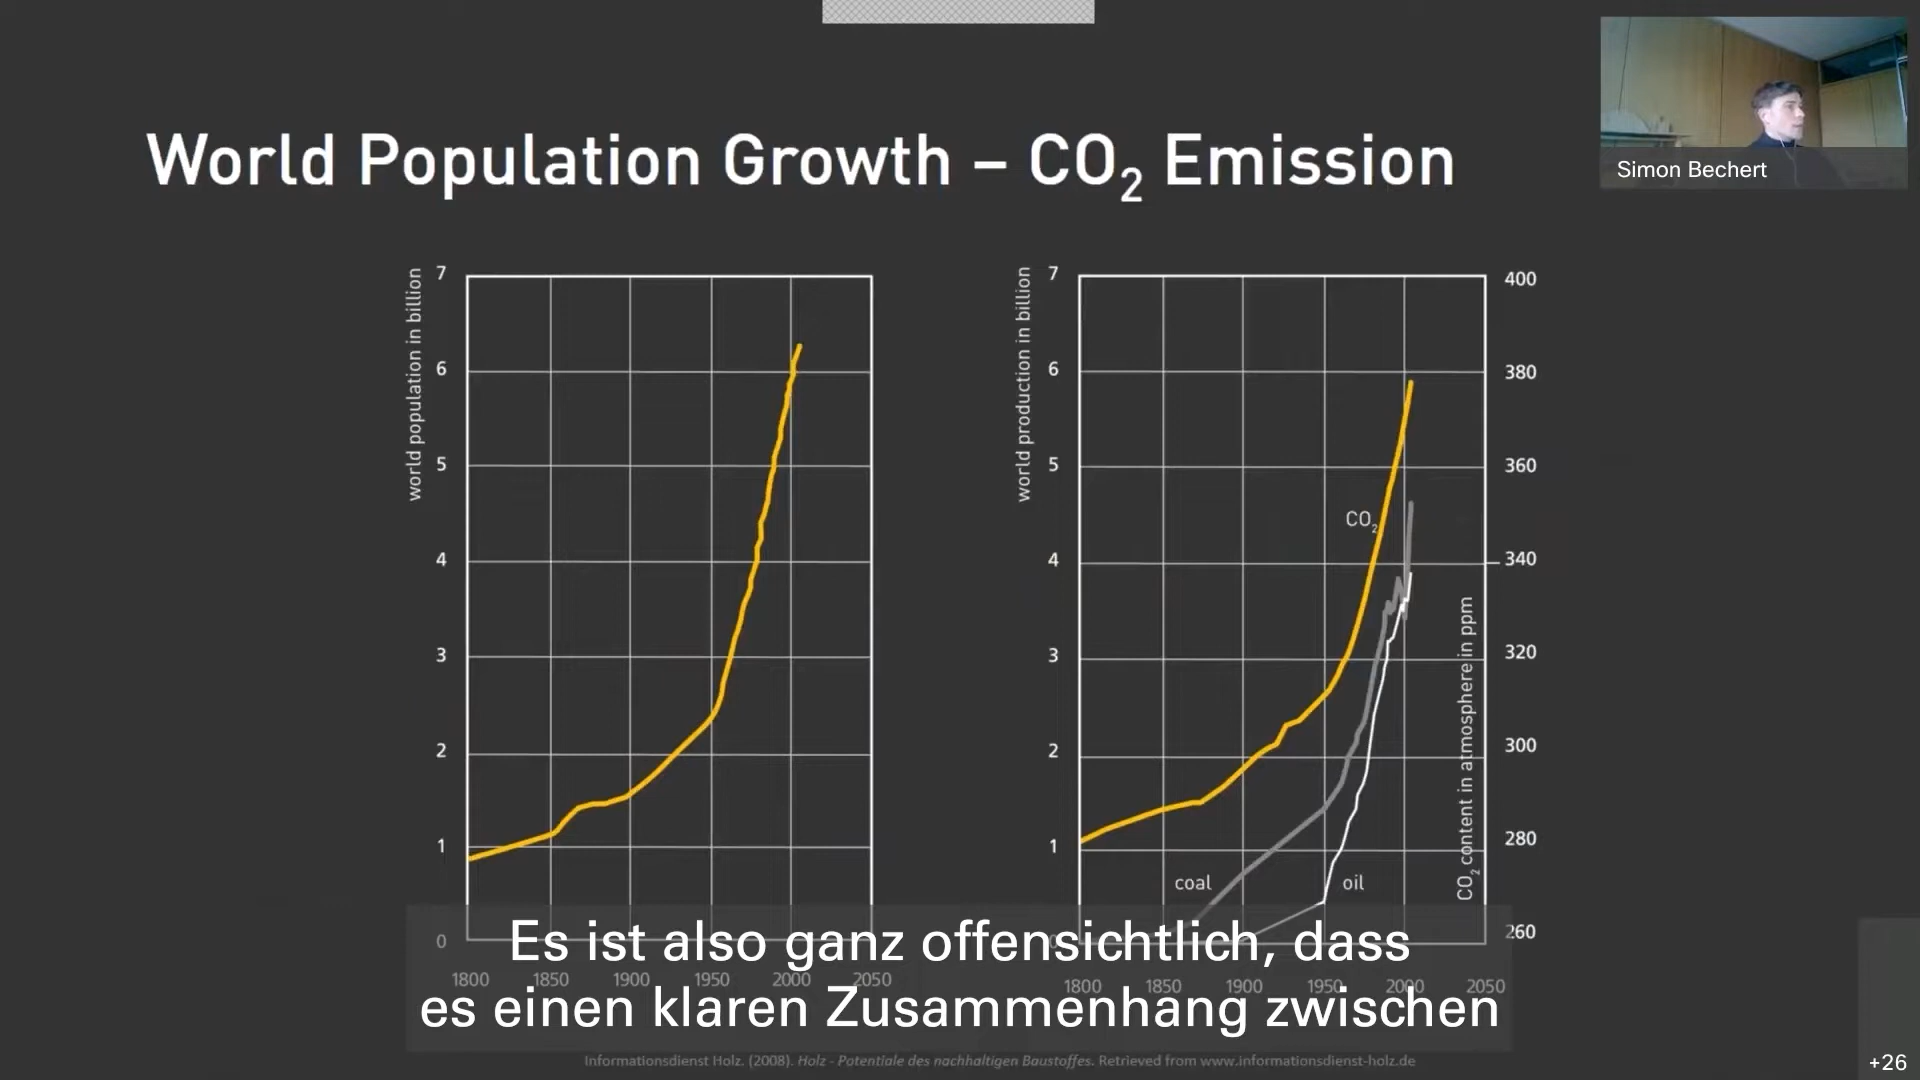 World Population Growth – CO₂ Emission
Simon Bechert
world population in billion
7
6
5
4
3
2
1
0
1800 1850 1900 1950 2000 2050
world production in billion
7
6
5
4
3
2
1
0
CO₂
coal
oil
1800 1850 1900 1950 2000 2050
400
380
360
340
320
300
280
260
CO₂ content in atmosphere in ppm
Es ist also ganz offensichtlich, dass
es einen klaren Zusammenhang zwischen
Informationsdienst Holz. (2008). Holz - Potentiale des nachhaltigen Baustoffes. Retrieved from www.informationsdienst-holz.de
+26